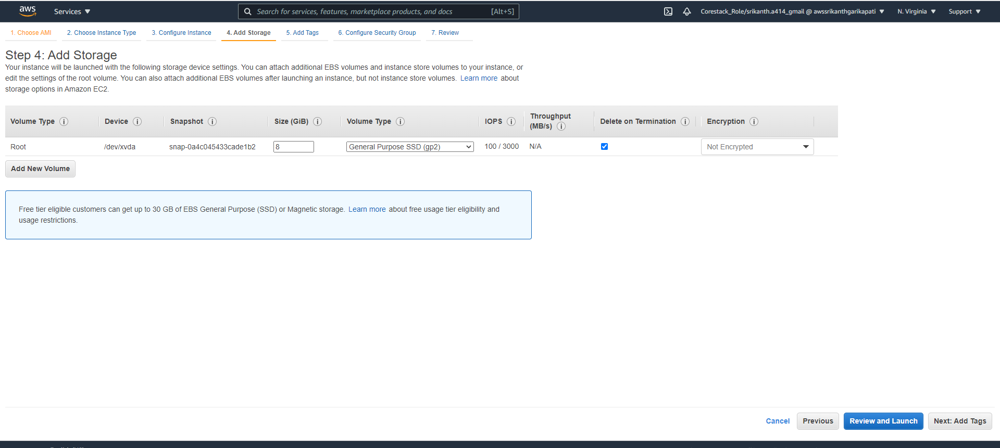 aws Services Search for services, features, marketplace products, and docs [Alt+S] Corestack_Role/srikanth.a414_gmail @ awssrikanthgarikapati N. Virginia Support
1. Choose AMI 2. Choose Instance Type 3. Configure Instance 4. Add Storage 5. Add Tags 6. Configure Security Group 7. Review
Step 4: Add Storage
Your instance will be launched with the following storage device settings. You can attach additional EBS volumes and instance store volumes to your instance, or
edit the settings of the root volume. You can also attach additional EBS volumes after launching an instance, but not instance store volumes. Learn more about
storage options in Amazon EC2.
Volume Type Device Snapshot Size (GiB) Volume Type IOPS Throughput (MB/s) Delete on Termination Encryption
Root /dev/xvda snap-0a4c045433cade1b2 8 General Purpose SSD (gp2) 100 / 3000 N/A Not Encrypted
Add New Volume
Free tier eligible customers can get up to 30 GB of EBS General Purpose (SSD) or Magnetic storage. Learn more about free usage tier eligibility and
usage restrictions.
Cancel Previous Review and Launch Next: Add Tags